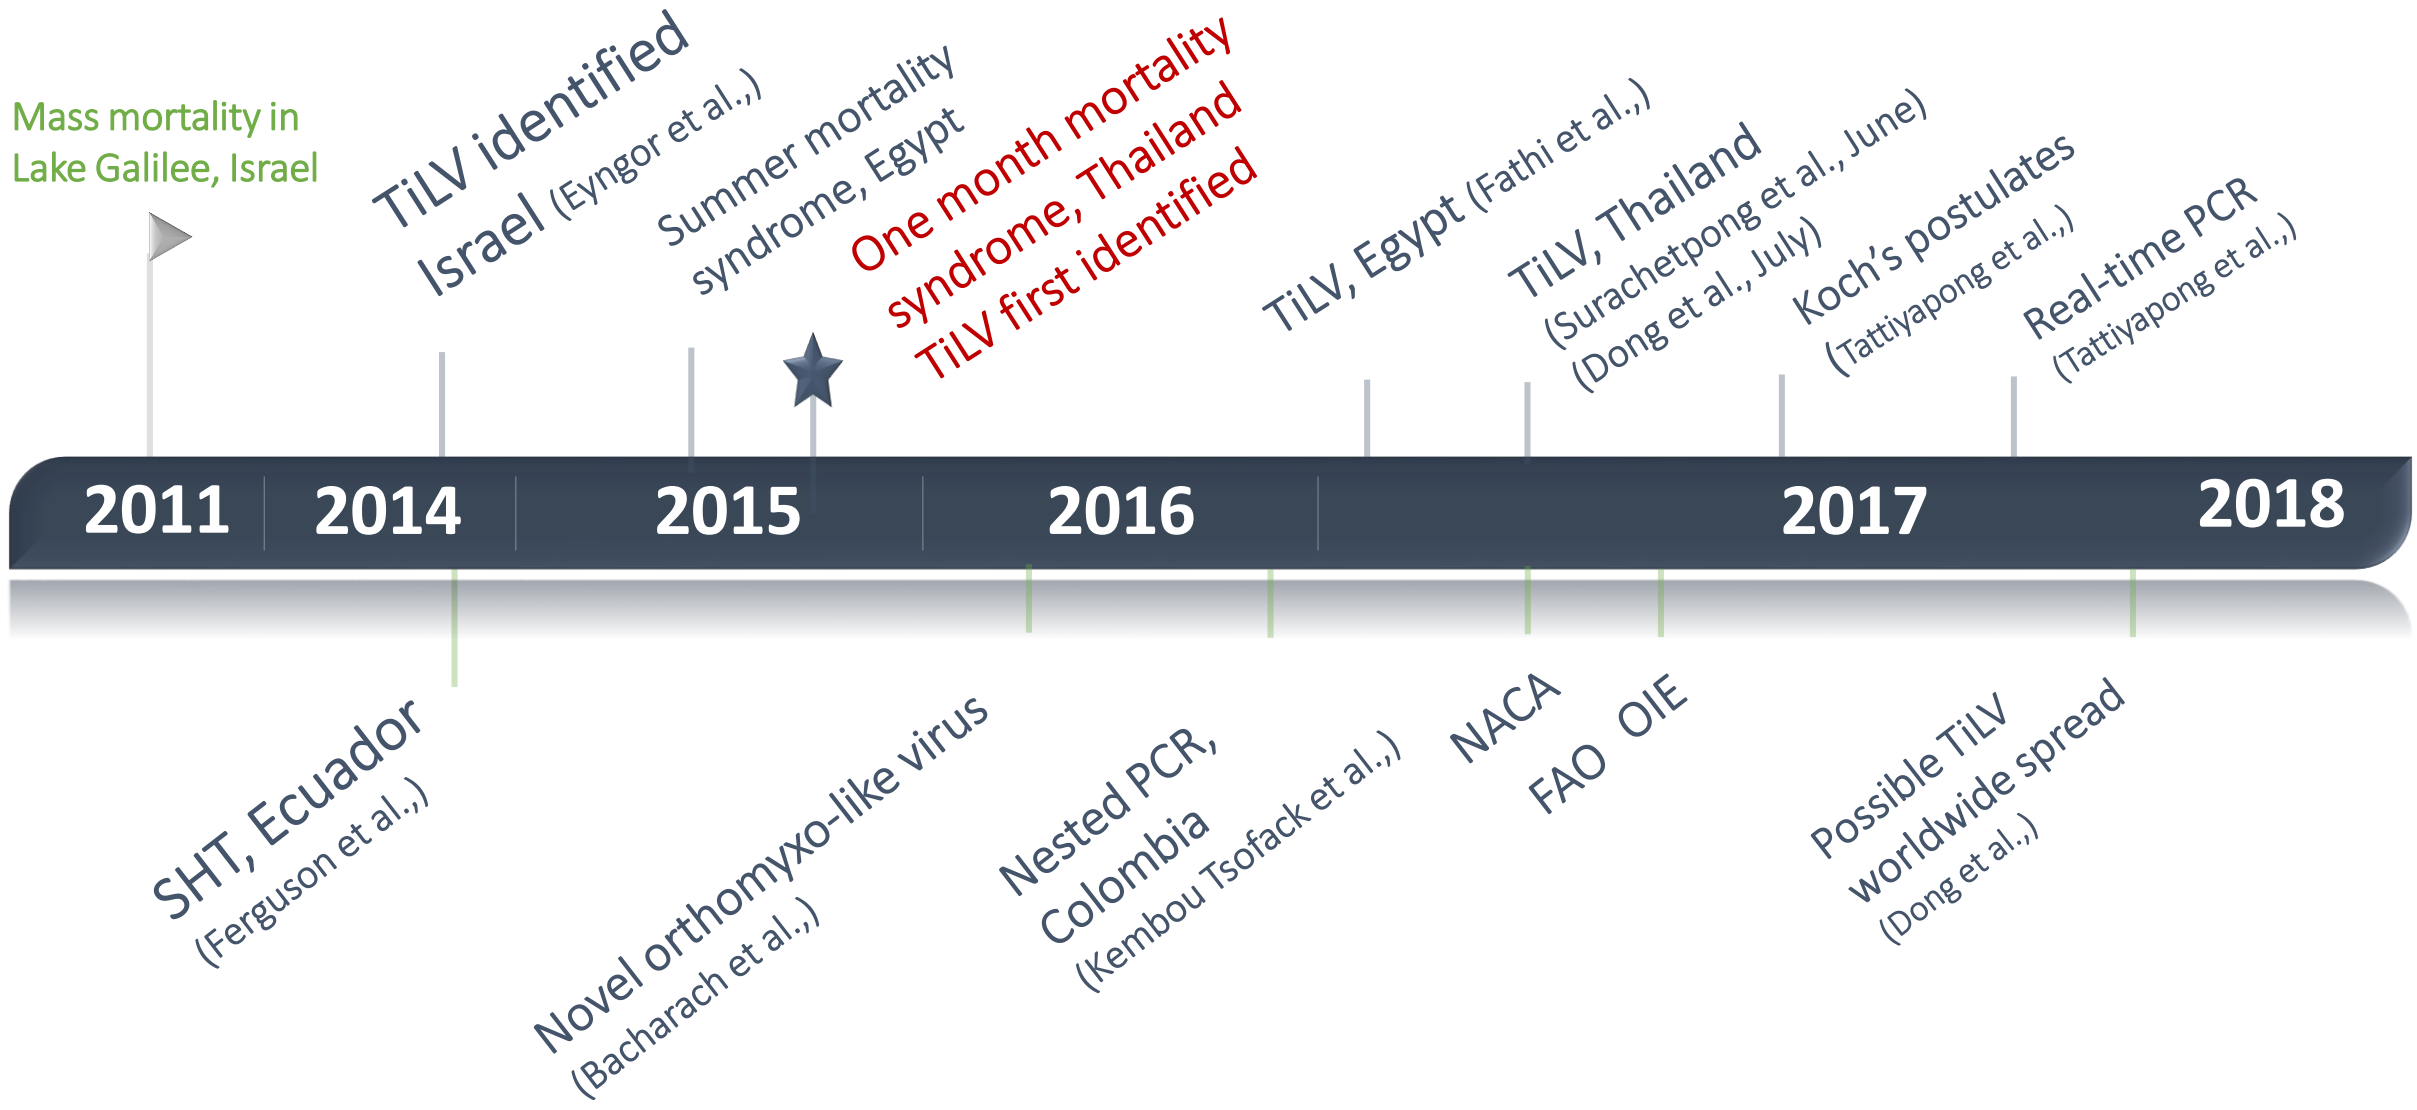 Mass mortality in
Lake Galilee, Israel
TiLV identified
Israel (Eyngor et al.,)
Summer mortality
syndrome, Egypt
One month mortality
syndrome, Thailand
TiLV first identified
TiLV, Egypt (Fathi et al.,)
TiLV, Thailand
(Surachetpong et al., June)
(Dong et al., July)
Koch’s postulates
(Tattiyapong et al.,)
Real-time PCR
(Tattiyapong et al.,)
2011
2014
2015
2016
2017
2018
SHT, Ecuador
(Ferguson et al.,)
Novel orthomyxo-like virus
(Bacharach et al.,)
Nested PCR,
Colombia
(Kembou Tsofack et al.,)
NACA
FAO OIE
Possible TiLV
worldwide spread
(Dong et al.,)